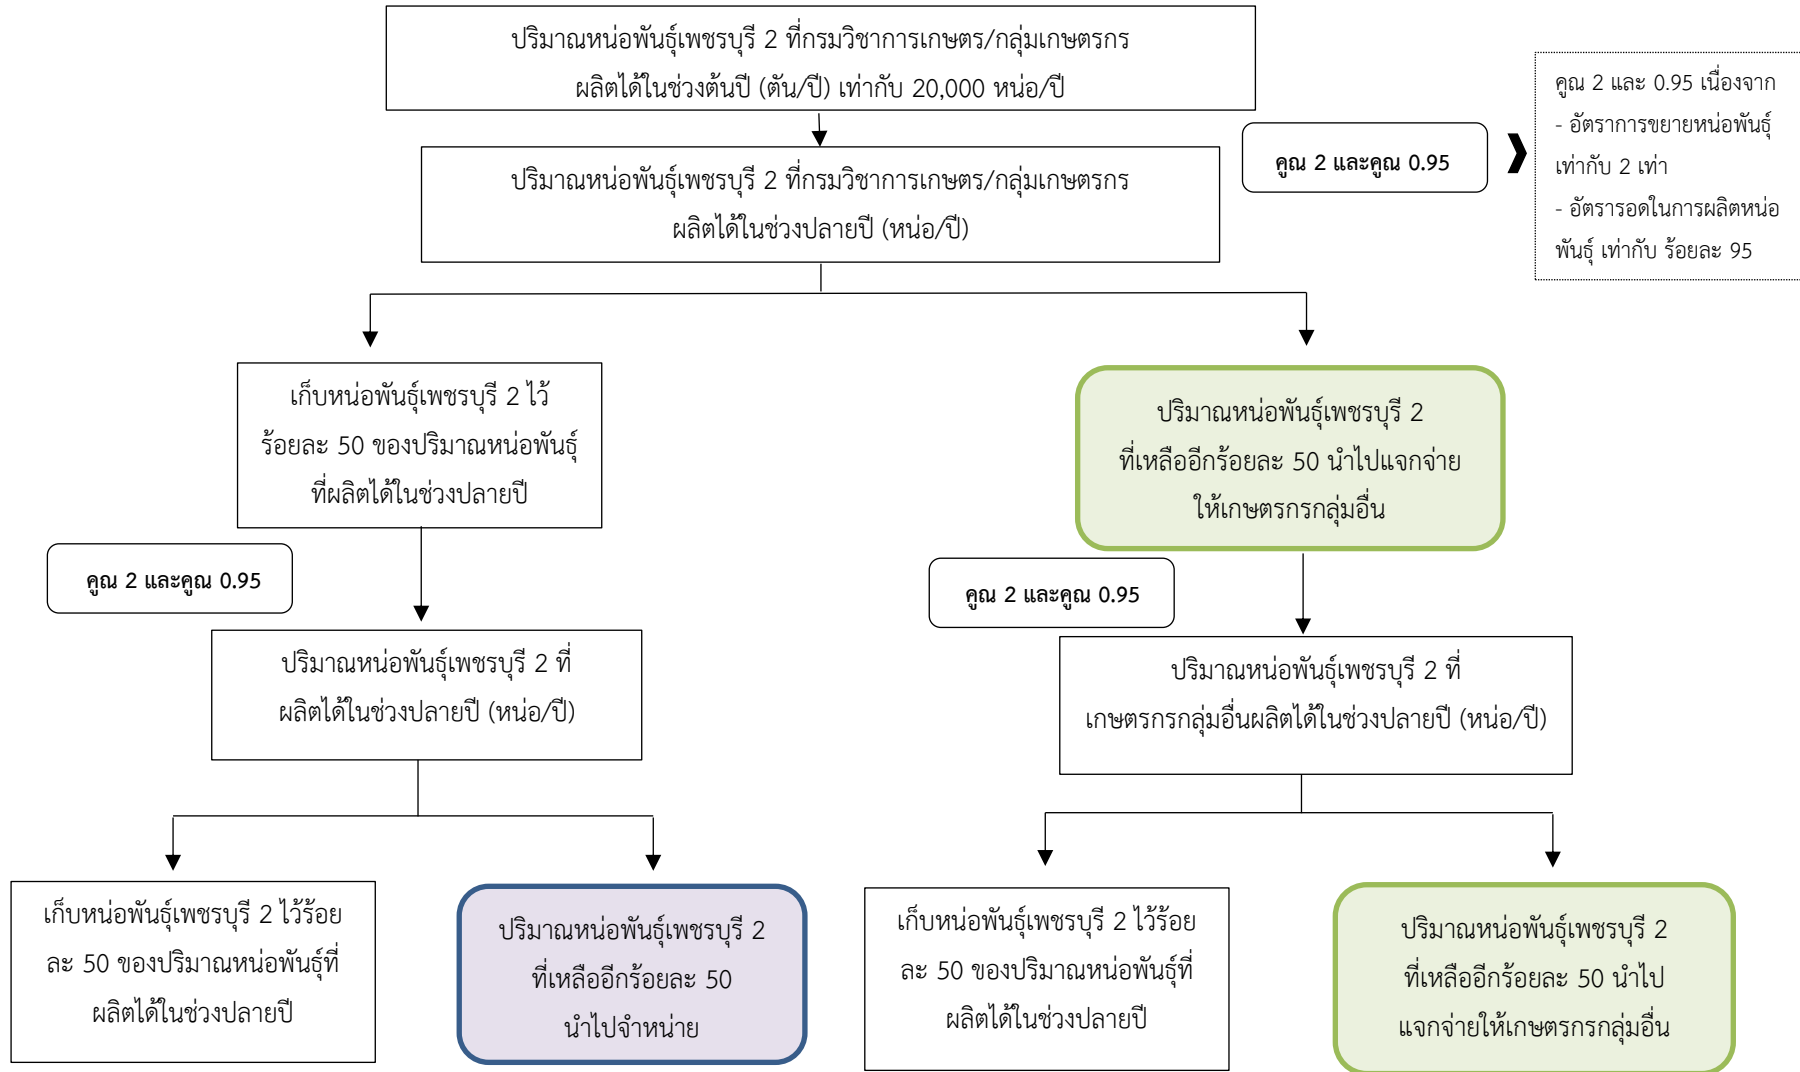 ปริมาณหน่อพันธุ์เพชรบุรี 2 ที่กรมวิชาการเกษตร/กลุ่มเกษตรกร
ผลิตได้ในช่วงต้นปี (ตัน/ปี) เท่ากับ 20,000 หน่อ/ปี
ปริมาณหน่อพันธุ์เพชรบุรี 2 ที่กรมวิชาการเกษตร/กลุ่มเกษตรกร
ผลิตได้ในช่วงปลายปี (หน่อ/ปี)
คูณ 2 และคูณ 0.95
คูณ 2 และ 0.95 เนื่องจาก
- อัตราการขยายหน่อพันธุ์
เท่ากับ 2 เท่า
- อัตรารอดในการผลิตหน่อ
พันธุ์ เท่ากับ ร้อยละ 95
เก็บหน่อพันธุ์เพชรบุรี 2 ไว้
ร้อยละ 50 ของปริมาณหน่อพันธุ์
ที่ผลิตได้ในช่วงปลายปี
ปริมาณหน่อพันธุ์เพชรบุรี 2
ที่เหลืออีกร้อยละ 50 นำไปแจกจ่าย
ให้เกษตรกรกลุ่มอื่น
คูณ 2 และคูณ 0.95
คูณ 2 และคูณ 0.95
ปริมาณหน่อพันธุ์เพชรบุรี 2 ที่
ผลิตได้ในช่วงปลายปี (หน่อ/ปี)
ปริมาณหน่อพันธุ์เพชรบุรี 2 ที่
เกษตรกรกลุ่มอื่นผลิตได้ในช่วงปลายปี (หน่อ/ปี)
เก็บหน่อพันธุ์เพชรบุรี 2 ไว้ร้อย
ละ 50 ของปริมาณหน่อพันธุ์ที่
ผลิตได้ในช่วงปลายปี
ปริมาณหน่อพันธุ์เพชรบุรี 2
ที่เหลืออีกร้อยละ 50
นำไปจำหน่าย
เก็บหน่อพันธุ์เพชรบุรี 2 ไว้ร้อย
ละ 50 ของปริมาณหน่อพันธุ์ที่
ผลิตได้ในช่วงปลายปี
ปริมาณหน่อพันธุ์เพชรบุรี 2
ที่เหลืออีกร้อยละ 50 นำไป
แจกจ่ายให้เกษตรกรกลุ่มอื่น